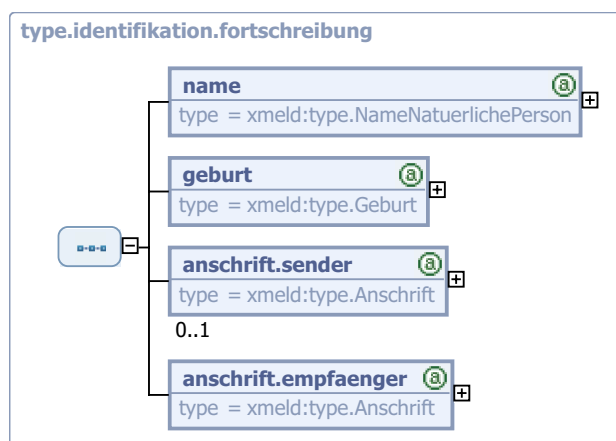 type.identifikation.fortschreibung
name
type = xmeld:type.NameNatuerlichePerson
geburt
type = xmeld:type.Geburt
anschrift.sender
type = xmeld:type.Anschrift
0..1
anschrift.empfaenger
type = xmeld:type.Anschrift